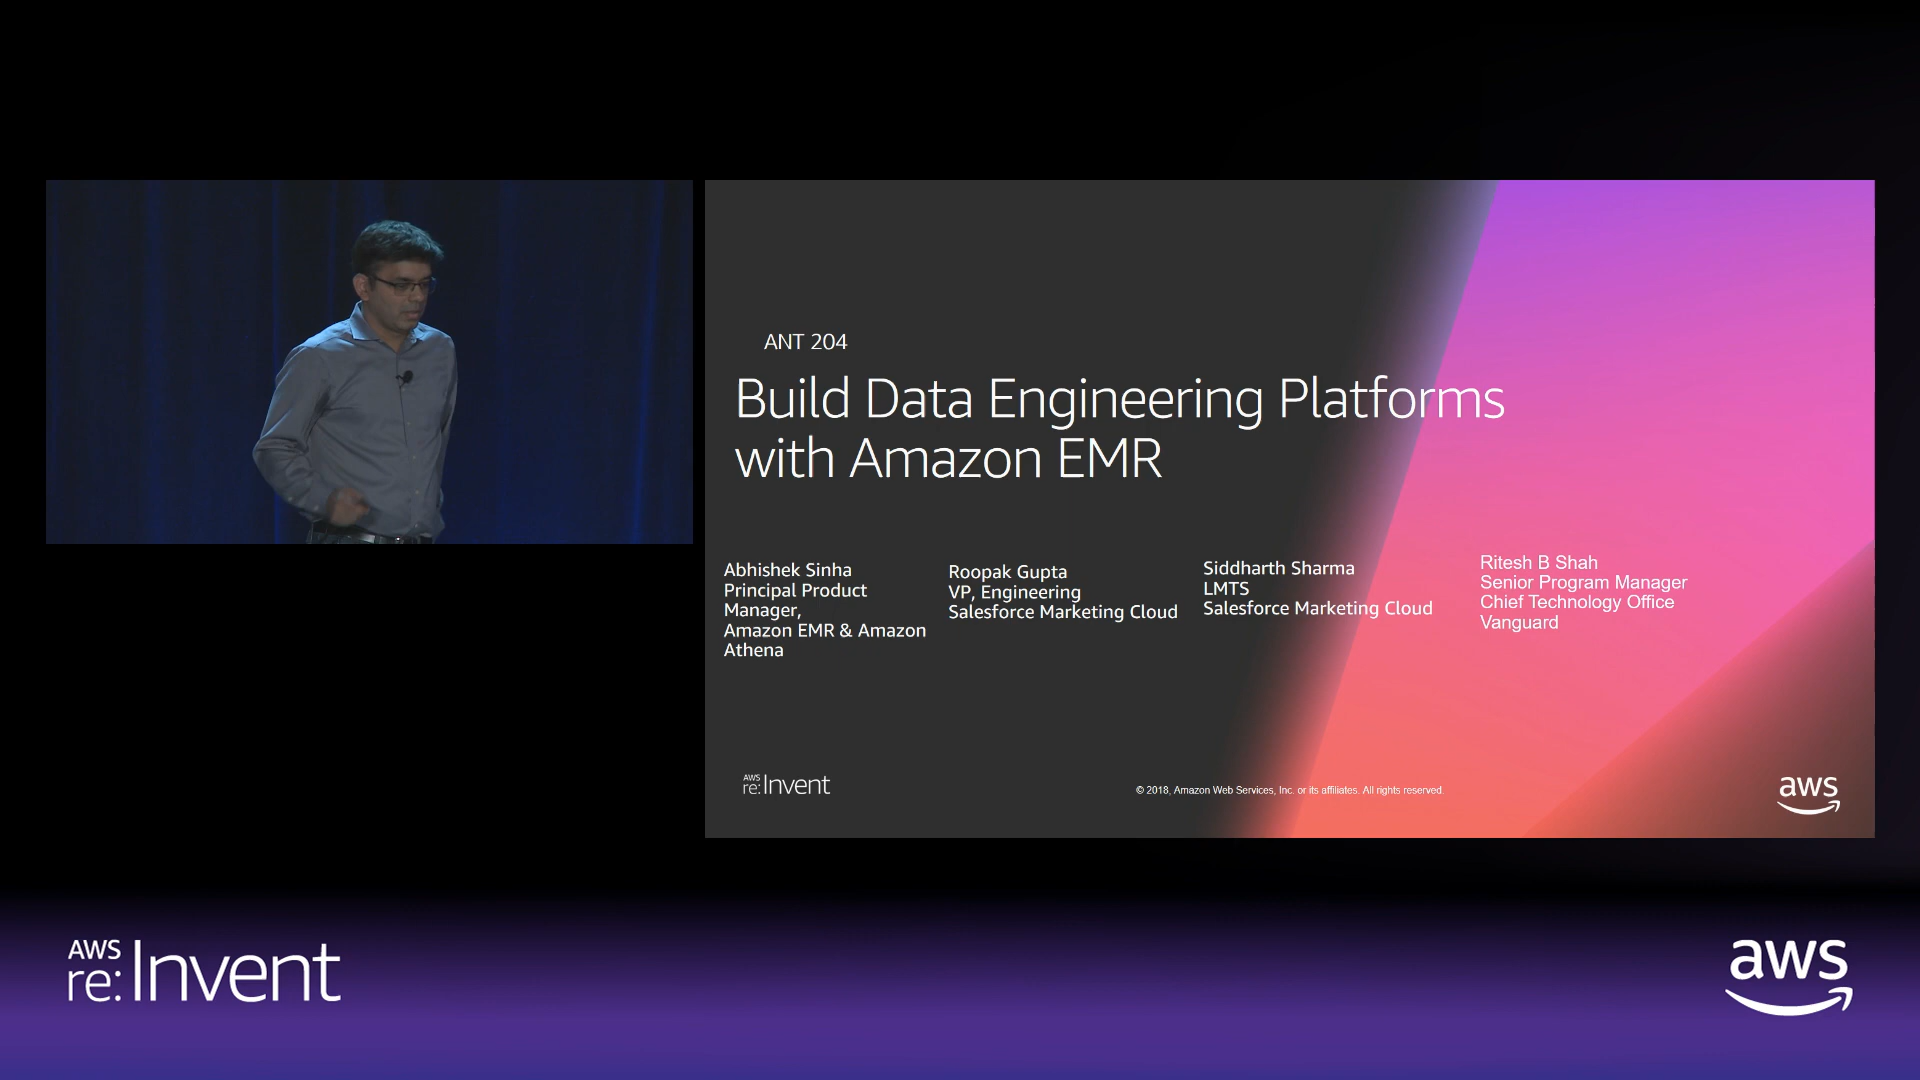 ANT 204
Build Data Engineering Platforms
with Amazon EMR
Abhishek Sinha
Principal Product
Manager,
Amazon EMR & Amazon
Athena
Roopak Gupta
VP, Engineering
Salesforce Marketing Cloud
Siddharth Sharma
LMTS
Salesforce Marketing Cloud
Ritesh B Shah
Senior Program Manager
Chief Technology Office
Vanguard
AWS
re:Invent
© 2018, Amazon Web Services, Inc. or its affiliates. All rights reserved.
aws
AWS
re:Invent
aws